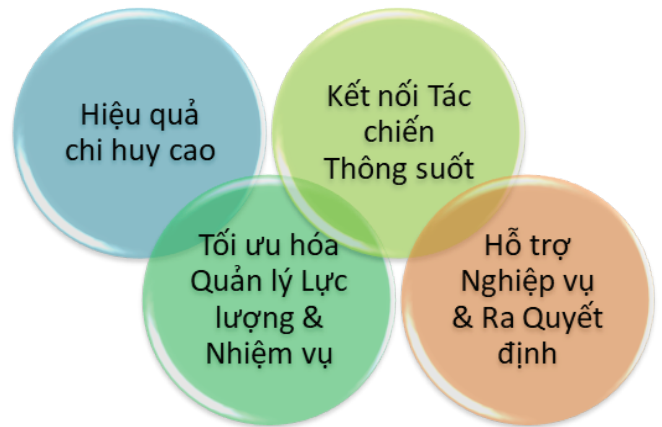 Hiệu quả
chi huy cao
Kết nối Tác
chiến
Thông suốt
Tối ưu hóa
Quản lý Lực
lượng &
Nhiệm vụ
Hỗ trợ
Nghiệp vụ
& Ra Quyết
định